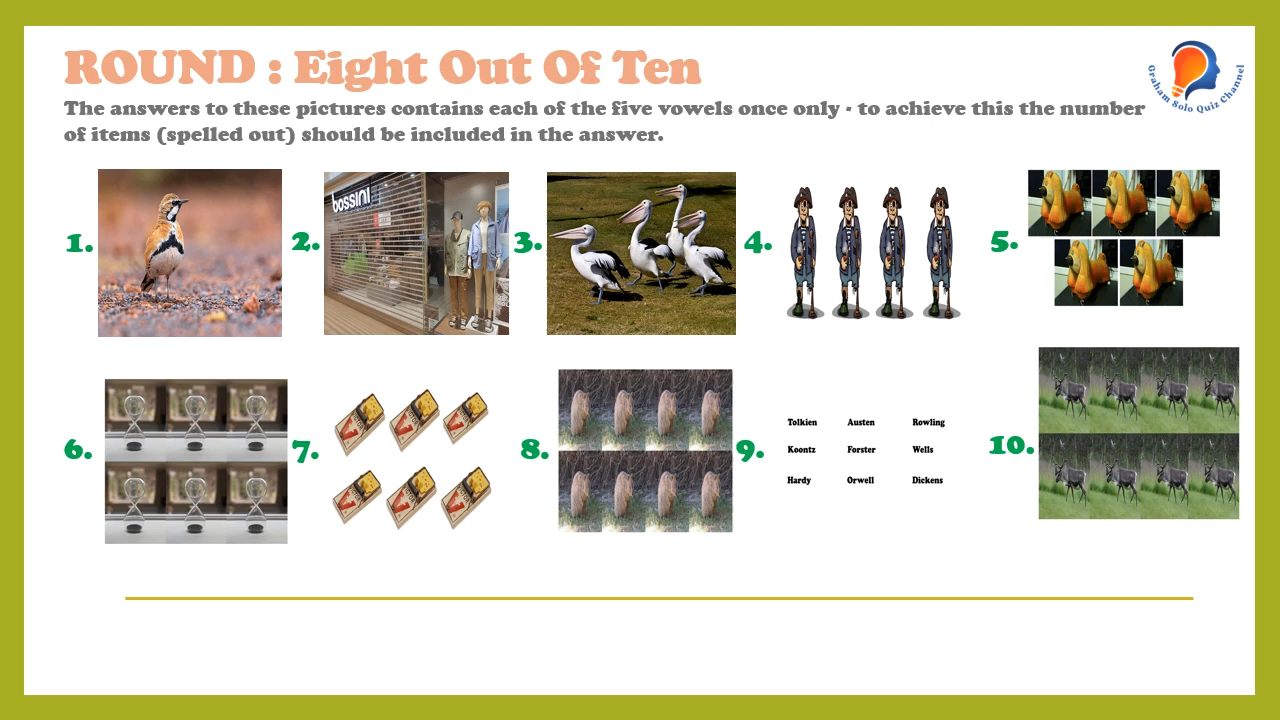 ROUND : Eight Out Of Ten
The answers to these pictures contains each of the five vowels once only - to achieve this the number
of items (spelled out) should be included in the answer.
Graham Solo Quiz Channel
1.
bossini
2.
3.
4.
5.
6.
7.
8.
9.
Tolkien Austen Rowling
Koontz Forster Wells
Hardy Orwell Dickens
10.